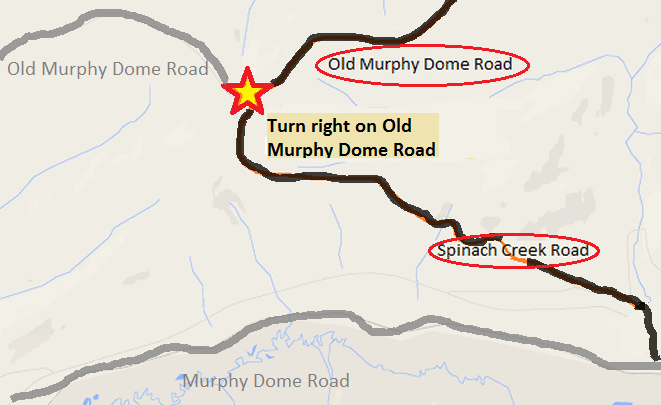 Old Murphy Dome Road
Old Murphy Dome Road
Turn right on Old
Murphy Dome Road
Spinach Creek Road
Murphy Dome Road